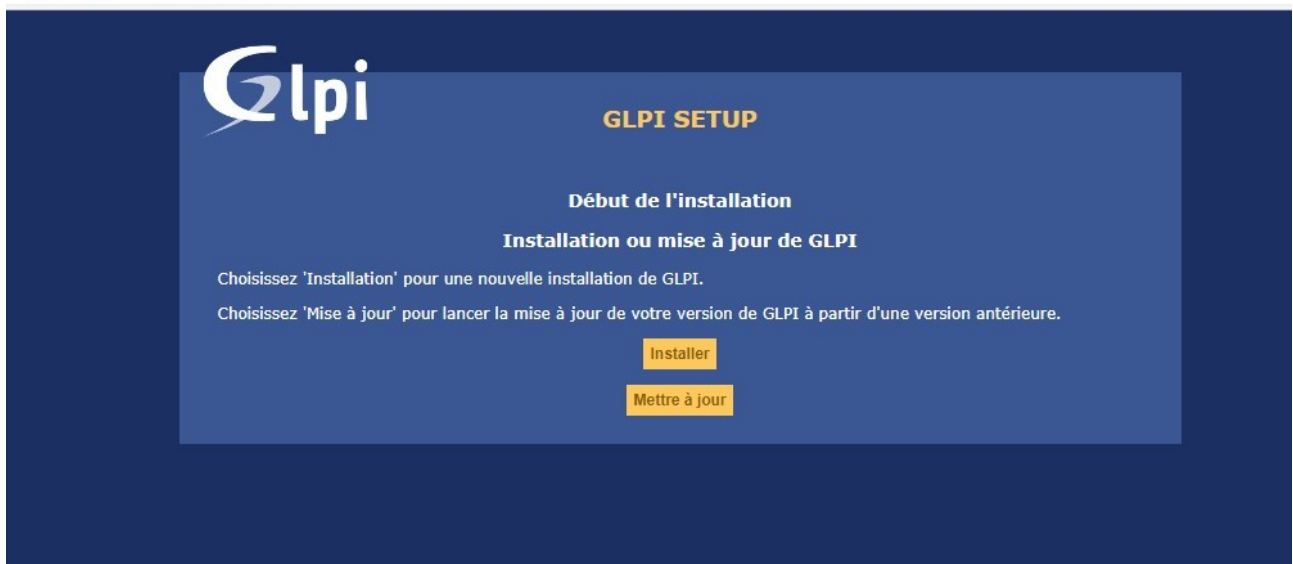 Glpi
GLPI SETUP
Début de l'installation
Installation ou mise à jour de GLPI
Choisissez 'Installation' pour une nouvelle installation de GLPI.
Choisissez 'Mise à jour' pour lancer la mise à jour de votre version de GLPI à partir d'une version antérieure.
Installer
Mettre à jour